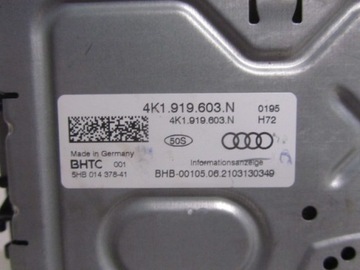 4K1.919.603.N 0195
4K1.919.603.N H72
50S
Made in Germany
BHTC 001 Informationsanzeige
5HB 014 378-41 BHB-00105.06.2103130349